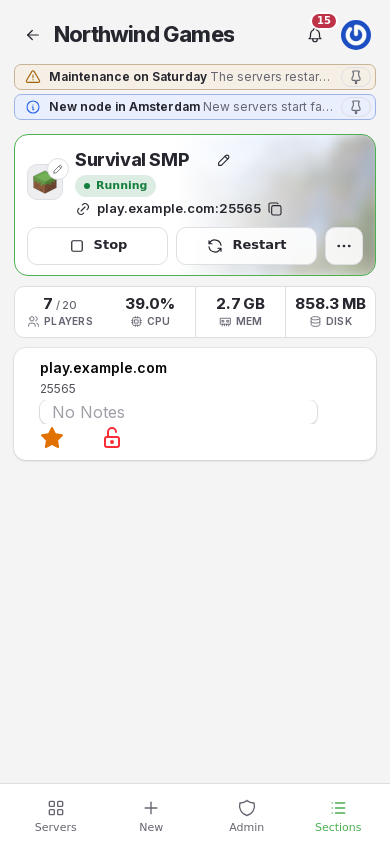 Northwind Games
15
Maintenance on Saturday The servers restar...
New node in Amsterdam New servers start fa...
Survival SMP
Running
play.example.com:25565
Stop
Restart
7 / 20
PLAYERS
39.0%
CPU
2.7 GB
MEM
858.3 MB
DISK
play.example.com
25565
No Notes
Servers
New
Admin
Sections